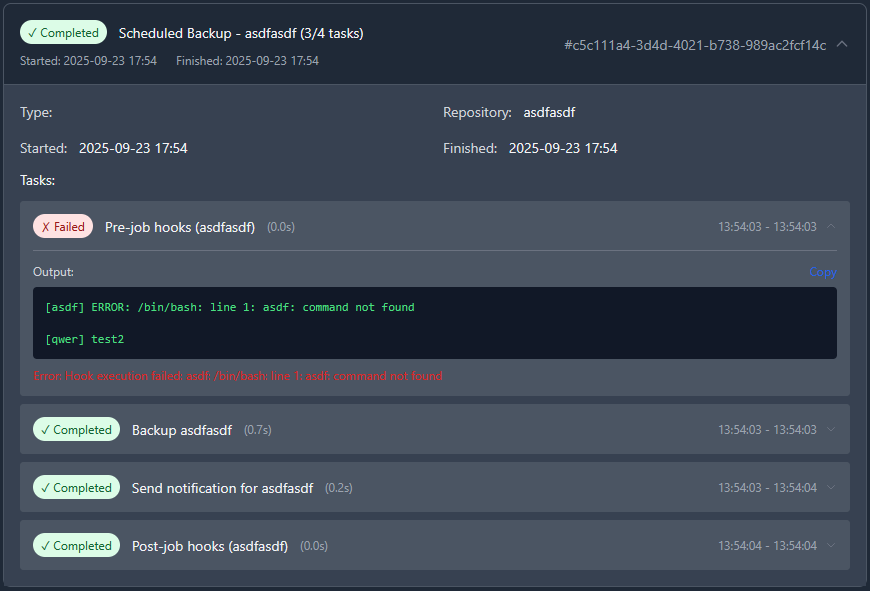 ✓ Completed Scheduled Backup - asdfasdf (3/4 tasks)
#c5c111a4-3d4d-4021-b738-989ac2fcf14c
Started: 2025-09-23 17:54 Finished: 2025-09-23 17:54
Type:
Repository: asdfasdf
Started: 2025-09-23 17:54
Finished: 2025-09-23 17:54
Tasks:
✗ Failed Pre-job hooks (asdfasdf) (0.0s) 13:54:03 - 13:54:03
Output: Copy
[asdf] ERROR: /bin/bash: line 1: asdf: command not found
[qwer] test2
Error: Hook execution failed: asdf: /bin/bash: line 1: asdf: command not found
✓ Completed Backup asdfasdf (0.7s) 13:54:03 - 13:54:03
✓ Completed Send notification for asdfasdf (0.2s) 13:54:03 - 13:54:04
✓ Completed Post-job hooks (asdfasdf) (0.0s) 13:54:04 - 13:54:04